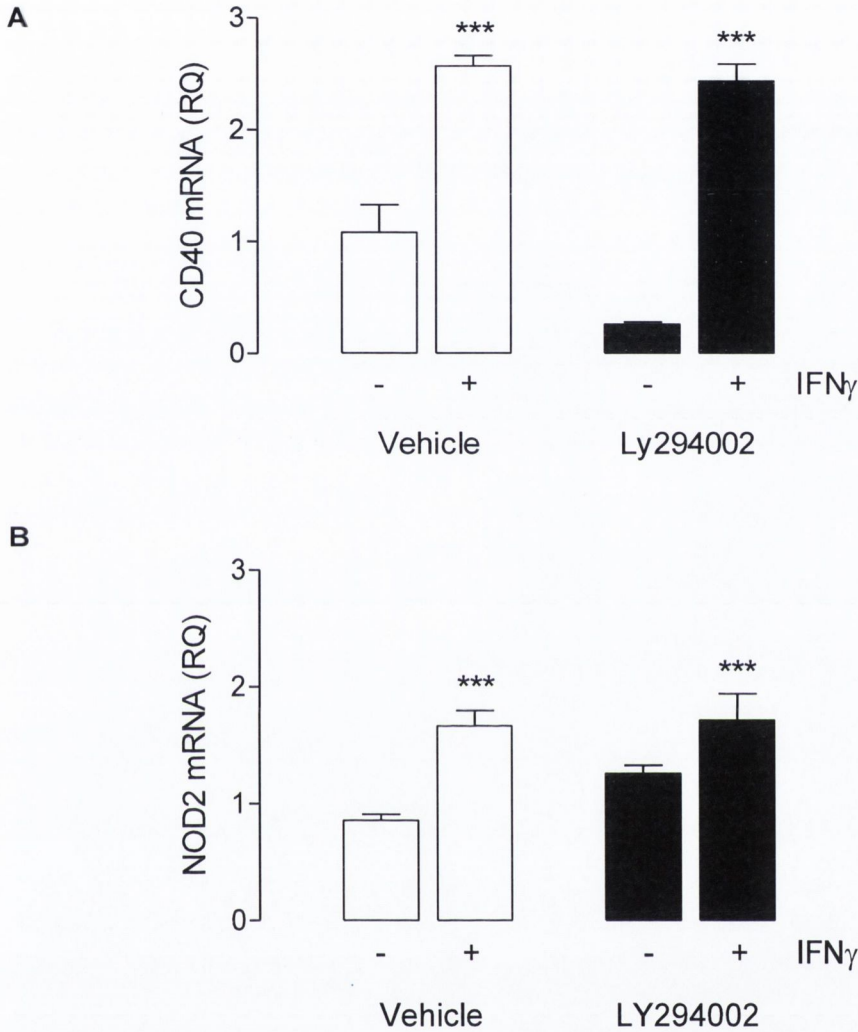 A
CD40 mRNA (RQ)
3
2
1
0
***
***
- + - + IFNγ
Vehicle Ly294002
B
NOD2 mRNA (RQ)
3
2
1
0
***
***
- + - + IFNγ
Vehicle LY294002